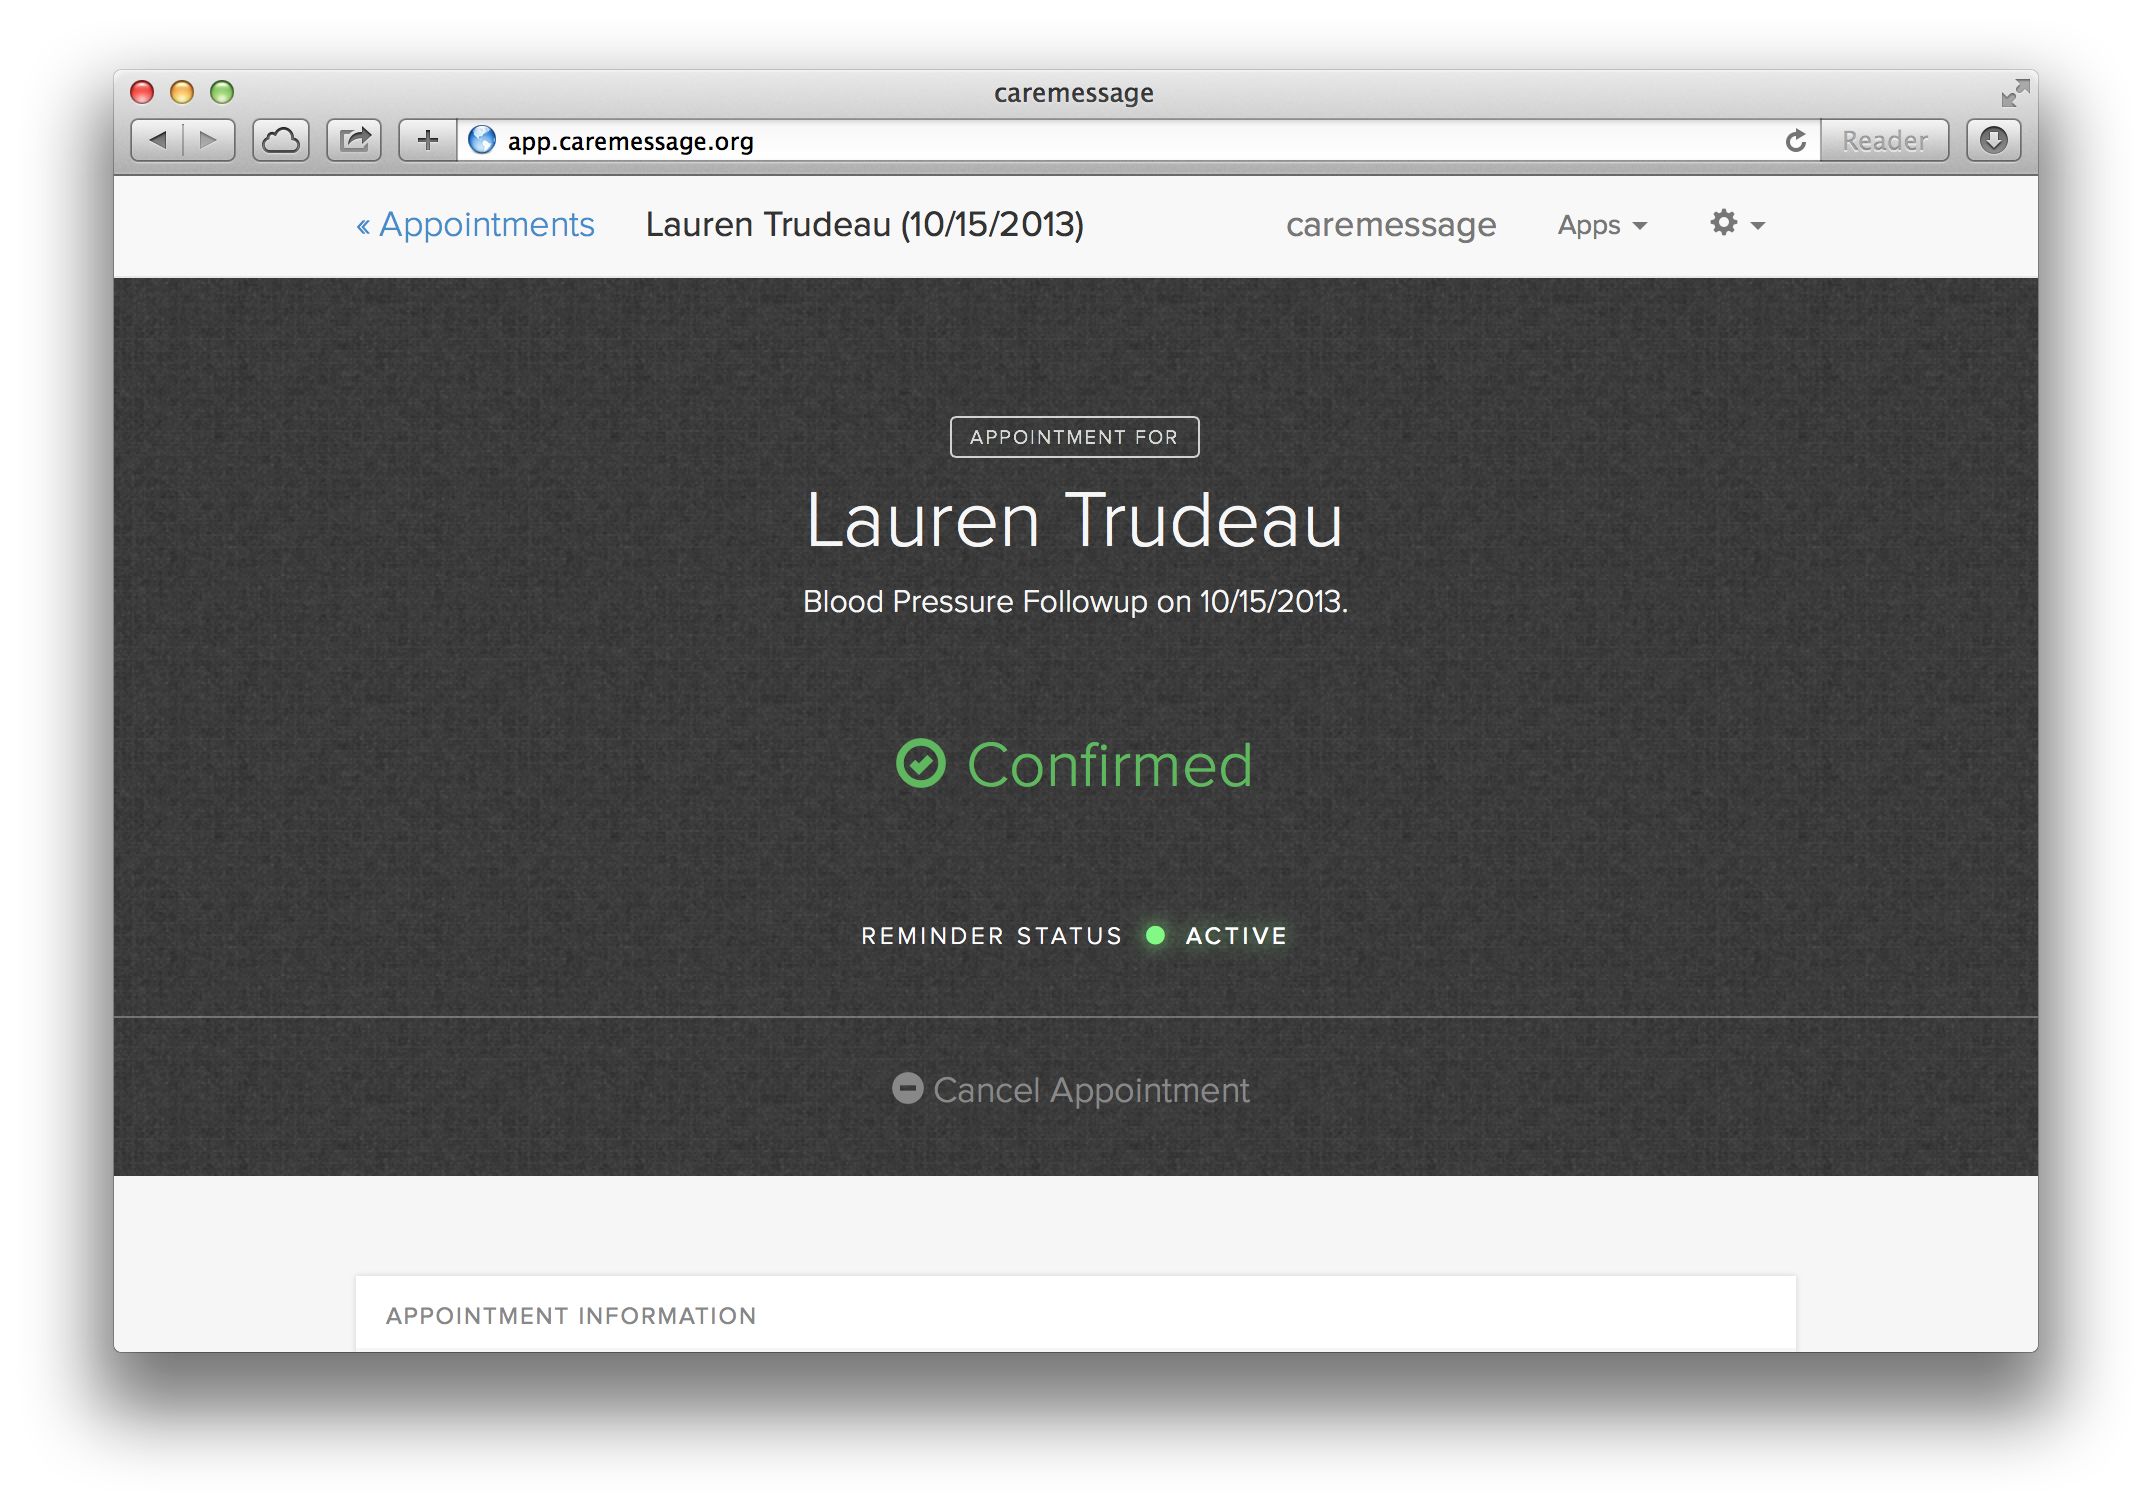 caremessage
app.caremessage.org
Reader
« Appointments Lauren Trudeau (10/15/2013) caremessage Apps
APPOINTMENT FOR
Lauren Trudeau
Blood Pressure Followup on 10/15/2013.
Confirmed
REMINDER STATUS ACTIVE
Cancel Appointment
APPOINTMENT INFORMATION